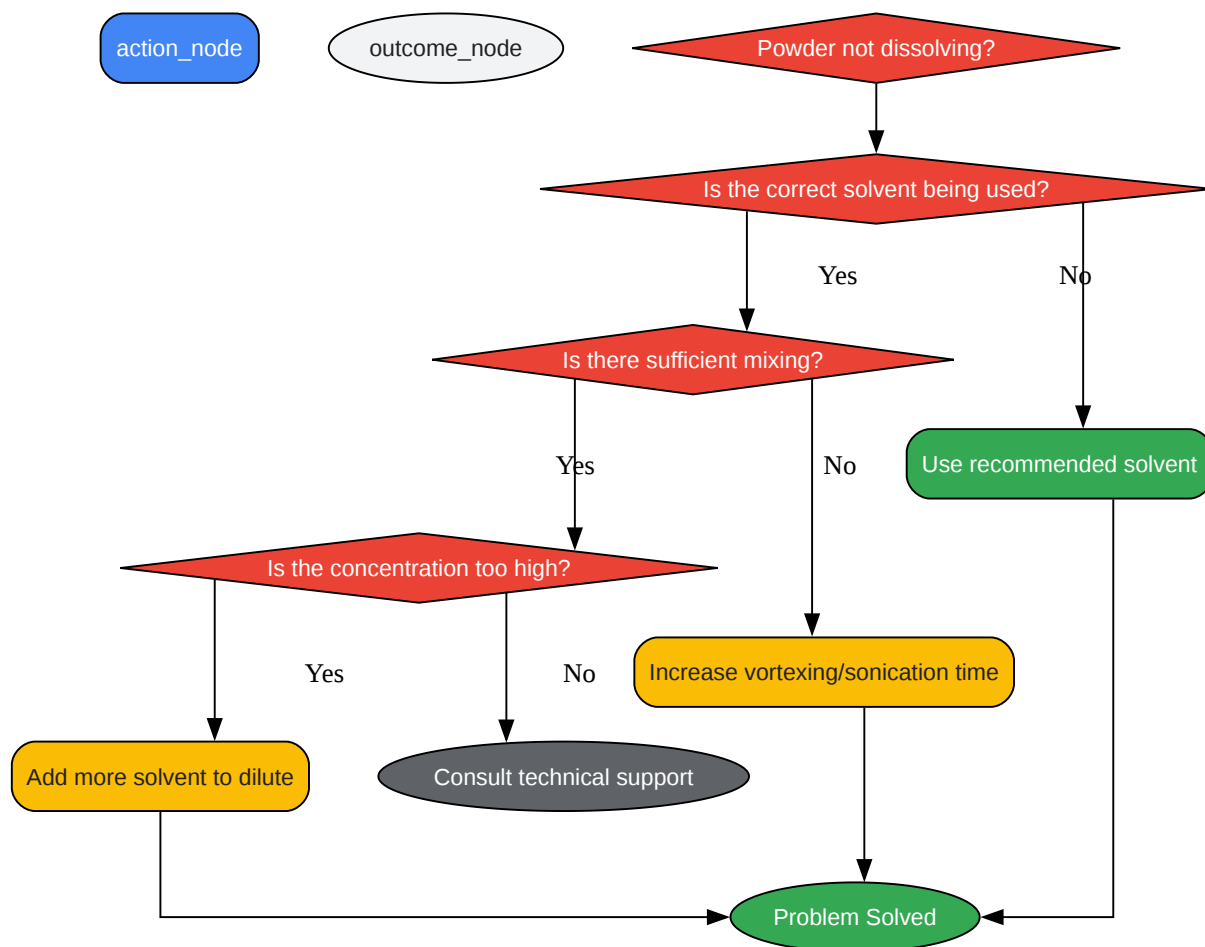 action_node
outcome_node
Powder not dissolving?
Is the correct solvent being used?
Yes
No
Is there sufficient mixing?
Yes
No
Use recommended solvent
Is the concentration too high?
Yes
No
Increase vortexing/sonication time
Add more solvent to dilute
Consult technical support
Problem Solved